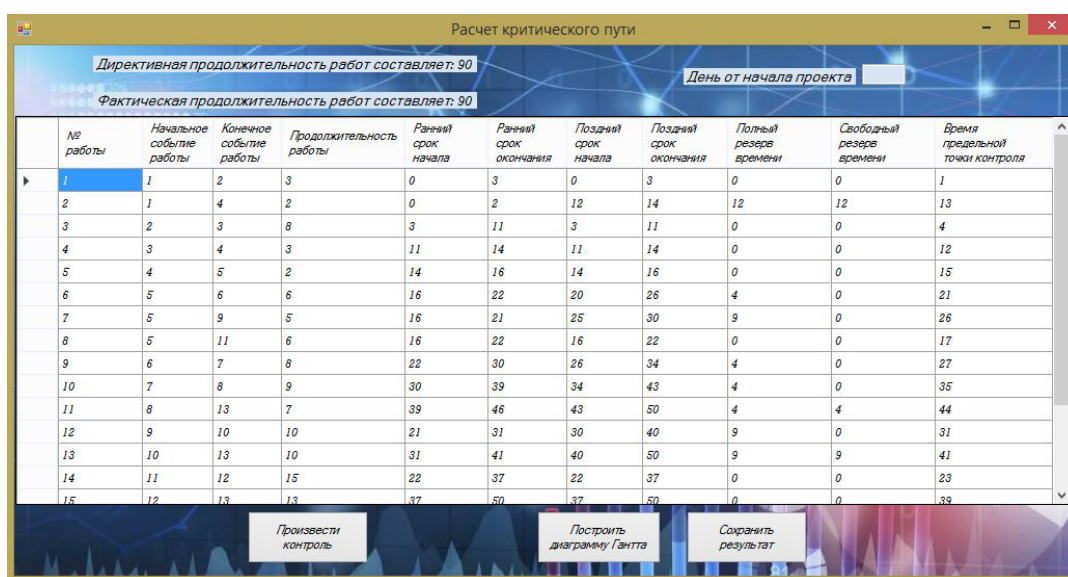 Расчет критического пути
Директивная продолжительность работ составляет: 90
День от начала проекта
Фактическая продолжительность работ составляет: 90
№ работы Начальное событие работы Конечное событие работы Продолжительность работы Ранний срок начала Ранний срок окончания Поздний срок начала Поздний срок окончания Полный резерв времени Свободный резерв времени Время предельной точки контроля
1 1 2 3 0 3 0 3 0 0 1
2 1 4 2 0 2 12 14 12 12 13
3 2 3 8 3 11 3 11 0 0 4
4 3 4 3 11 14 11 14 0 0 12
5 4 5 2 14 16 14 16 0 0 15
6 5 6 6 16 22 20 26 4 0 21
7 5 9 5 16 21 25 30 9 0 26
8 5 11 6 16 22 16 22 0 0 17
9 6 7 8 22 30 26 34 4 0 27
10 7 8 9 30 39 34 43 4 0 35
11 8 13 7 39 46 43 50 4 4 44
12 9 10 10 21 31 30 40 9 0 31
13 10 13 10 31 41 40 50 9 9 41
14 11 12 15 22 37 22 37 0 0 23
15 12 13 13 37 50 37 50 0 0 39
Произвести контроль
Построить диаграмму Гантта
Сохранить результат